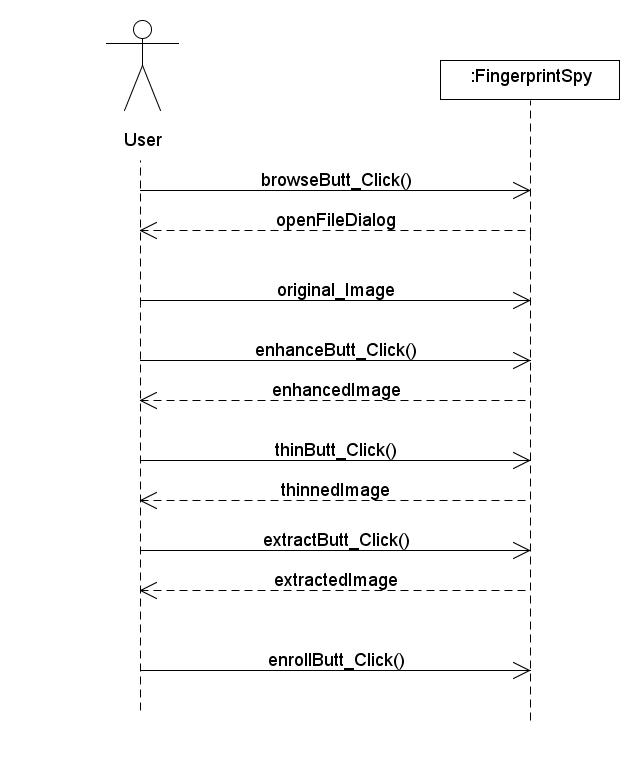 :FingerprintSpy
User
browseButt_Click()
openFileDialog
original_Image
enhanceButt_Click()
enhancedImage
thinButt_Click()
thinnedImage
extractButt_Click()
extractedImage
enrollButt_Click()